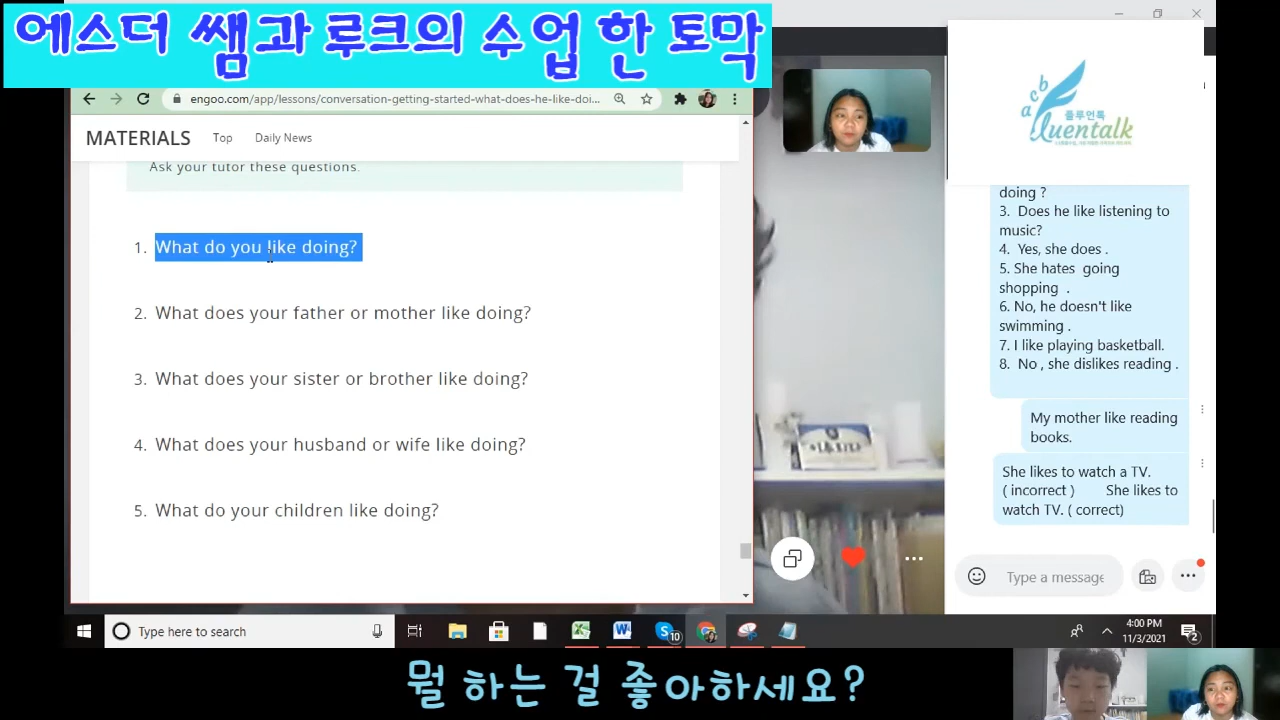 에스더 쌤과 루크의 수업 한 토막
engoo.com/app/lessons/conversation-getting-started-what-does-he-like-doi...
MATERIALS Top Daily News
Ask your tutor these questions.
1. What do you like doing?
2. What does your father or mother like doing?
3. What does your sister or brother like doing?
4. What does your husband or wife like doing?
5. What do your children like doing?
a c b
플루언톡
luentalk
doing ?
3. Does he like listening to
music?
4. Yes, she does .
5. She hates going
shopping .
6. No, he doesn't like
swimming .
7. I like playing basketball.
8. No , she dislikes reading .
My mother like reading
books.
She likes to watch a TV.
( incorrect ) She likes to
watch TV. ( correct)
Type a message
Type here to search
10
4:00 PM
11/3/2021
2
뭘 하는 걸 좋아하세요?